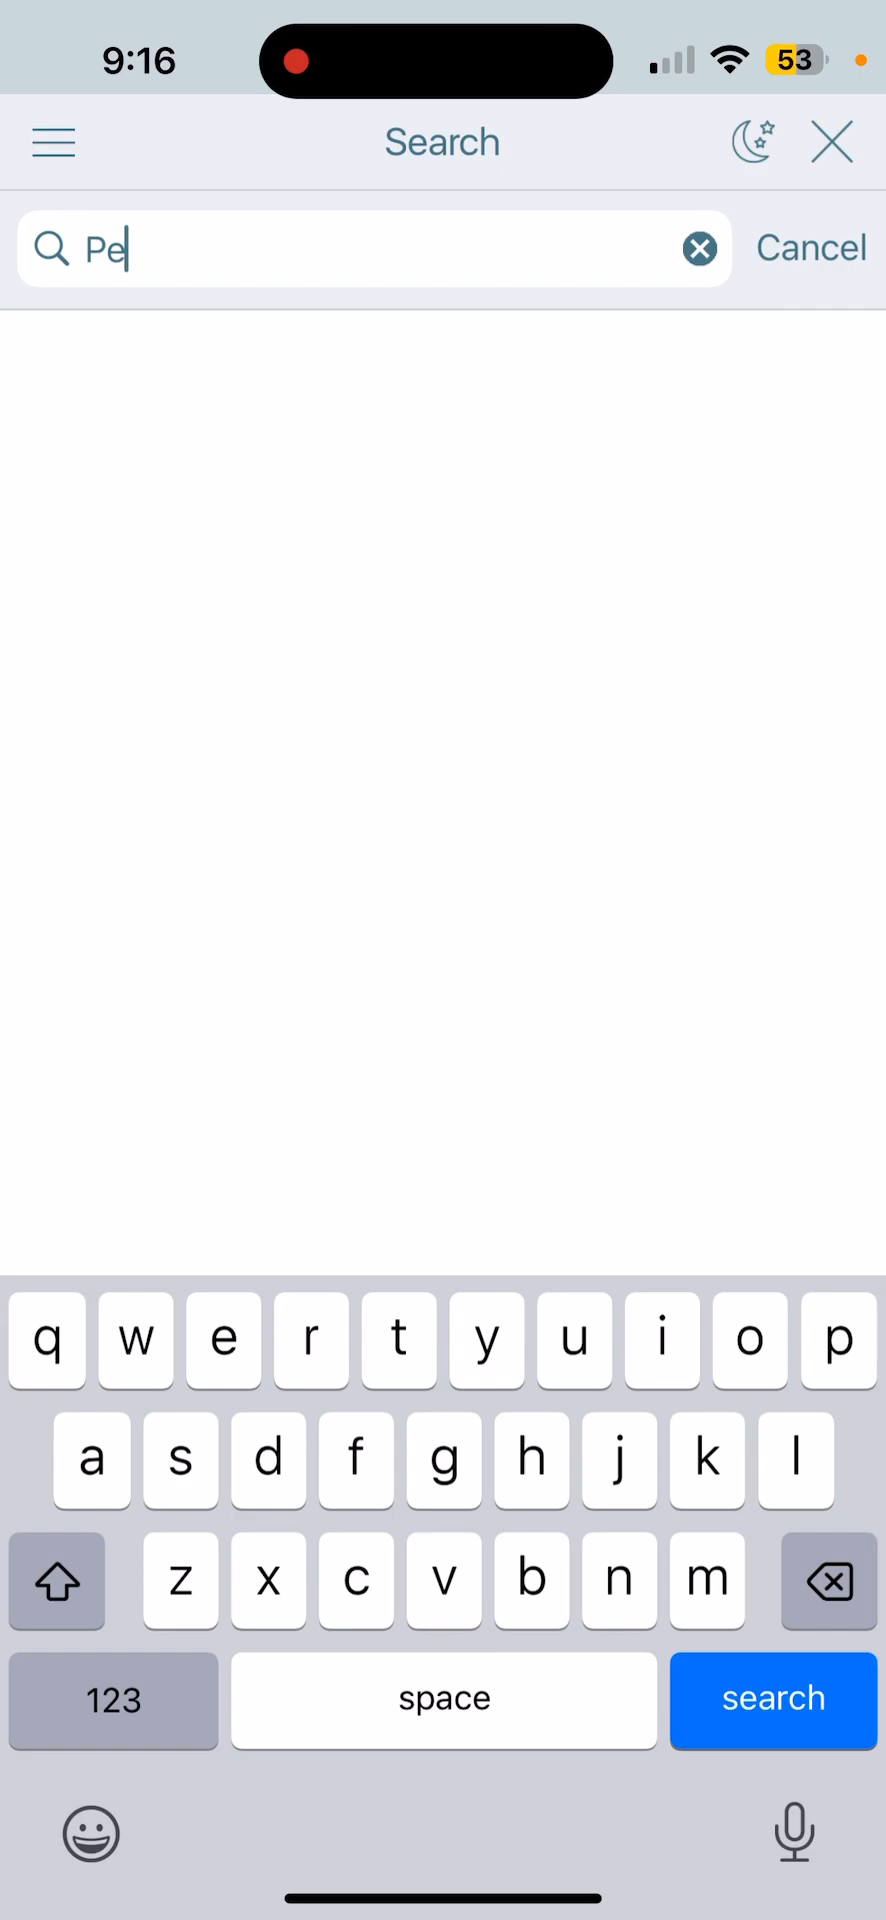 9:16
53
Search
Pe
Cancel
q w e r t y u i o p
a s d f g h j k l
z x c v b n m
123 space search